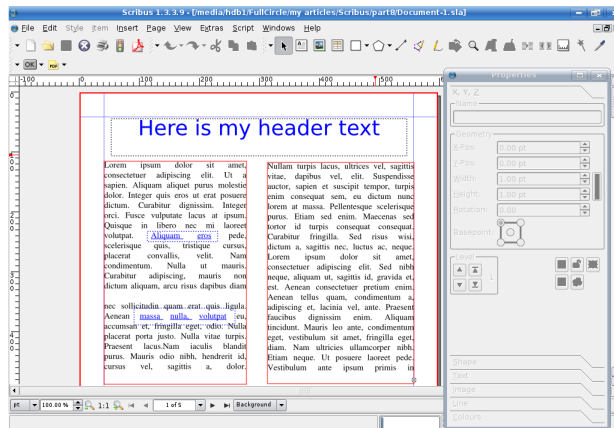 Scribus 1.3.3.9 - [/media/hdb1/FullCircle/my articles/Scribus/part8/Document-1.sla]
File Edit Style Item Insert Page View Extras Script Windows Help
OK PDF
-100 0 100 200 300 400 500
Properties
X, Y, Z
Name
Geometry
X-Pos: 0.00 pt
Y-Pos: 0.00 pt
Width: 1.00 pt
Height: 1.00 pt
Rotation: 0.00
Basepoint:
Level
1
Shape
Text
Image
Line
Colours
Here is my header text
Lorem ipsum dolor sit amet,
consectetuer adipiscing elit. Ut a
sapien. Aliquam aliquet purus molestie
dolor. Integer quis eros ut erat posuere
dictum. Curabitur dignissim. Integer
orci. Fusce vulputate lacus at ipsum.
Quisque in libero nec mi laoreet
volutpat. Aliquam eros pede,
scelerisque quis, tristique cursus,
placerat convallis, velit. Nam
condimentum. Nulla ut mauris.
Curabitur adipiscing, mauris non
dictum aliquam, arcu risus dapibus diam
nec sollicitudin quam erat quis ligula.
Aenean massa nulla, volutpat eu,
accumsan et, fringilla eget, odio. Nulla
placerat porta justo. Nulla vitae turpis.
Praesent lacus.Nam iaculis blandit
purus. Mauris odio nibh, hendrerit id,
cursus vel, sagittis a, dolor.
Nullam turpis lacus, ultrices vel, sagittis
vitae, dapibus vel, elit. Suspendisse
auctor, sapien et suscipit tempor, turpis
enim consequat sem, eu dictum nunc
lorem at massa. Pellentesque scelerisque
purus. Etiam sed enim. Maecenas sed
tortor id turpis consequat consequat.
Curabitur fringilla. Sed risus wisi,
dictum a, sagittis nec, luctus ac, neque.
Lorem ipsum dolor sit amet,
consectetuer adipiscing elit. Sed nibh
neque, aliquam ut, sagittis id, gravida et,
est. Aenean consectetuer pretium enim.
Aenean tellus quam, condimentum a,
adipiscing et, lacinia vel, ante. Praesent
faucibus dignissim enim. Aliquam
tincidunt. Mauris leo ante, condimentum
eget, vestibulum sit amet, fringilla eget,
diam. Nam ultricies ullamcorper nibh.
Etiam neque. Ut posuere laoreet pede.
Vestibulum ante ipsum primis in
pt 100.00 % 1:1 1 of 5 Background